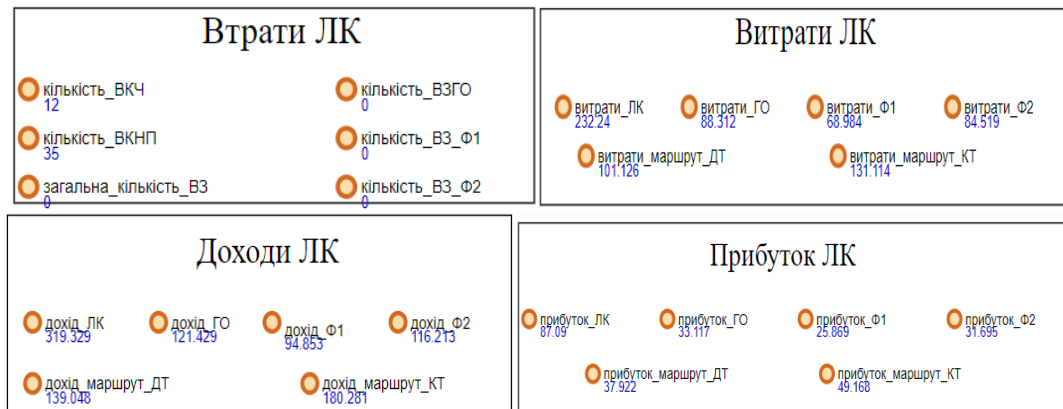 Втрати ЛК
кількість_ВКЧ
12
кількість_ВЗГО
0
кількість_ВКНП
35
кількість_ВЗ_Ф1
0
загальна_кількість_ВЗ
0
кількість_ВЗ_Ф2
0
Витрати ЛК
витрати_ЛК
232.24
витрати_ГО
88.312
витрати_Ф1
68.984
витрати_Ф2
84.519
витрати_маршрут_ДТ
101.126
витрати_маршрут_КТ
131.114
Доходи ЛК
дохід_ЛК
319.329
дохід_ГО
121.429
дохід_Ф1
94.853
дохід_Ф2
116.213
дохід_маршрут_ДТ
139.048
дохід_маршрут_КТ
180.281
Прибуток ЛК
прибуток_ЛК
87.09
прибуток_ГО
33.117
прибуток_Ф1
25.869
прибуток_Ф2
31.695
прибуток_маршрут_ДТ
37.922
прибуток_маршрут_КТ
49.168